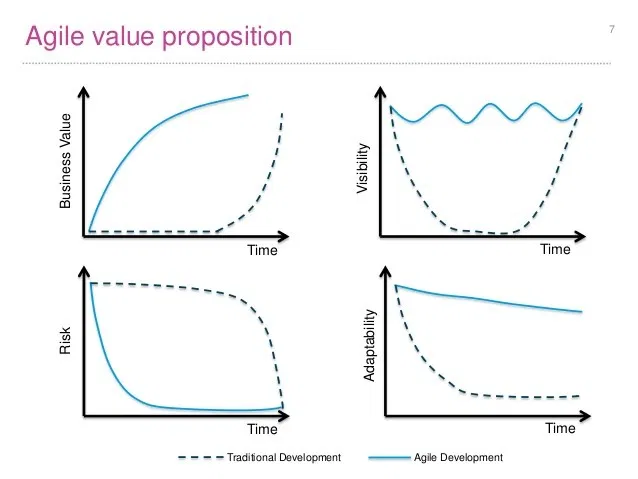 Agile value proposition
7
Business Value
Time
Visibility
Time
Risk
Time
Adaptability
Time
Traditional Development
Agile Development